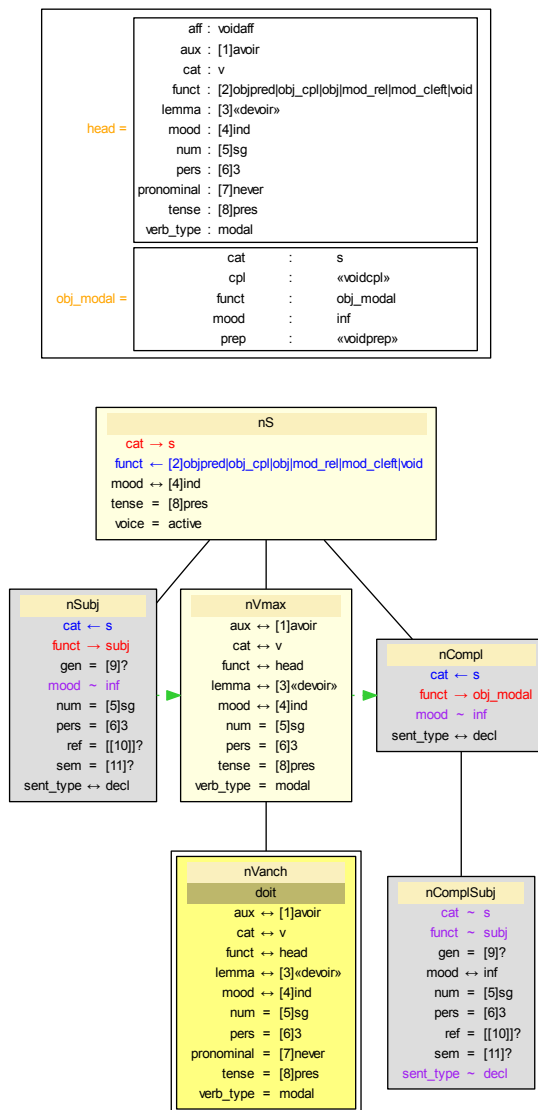 head =
aff : voidaff
aux : [1]avoir
cat : v
funct : [2]objpred|obj_cpl|obj|mod_rel|mod_cleft|void
lemma : [3]«devoir»
mood : [4]ind
num : [5]sg
pers : [6]3
pronominal : [7]never
tense : [8]pres
verb_type : modal
obj_modal =
cat : s
cpl : «voidcpl»
funct : obj_modal
mood : inf
prep : «voidprep»
nS
cat → s
funct ← [2]objpred|obj_cpl|obj|mod_rel|mod_cleft|void
mood ↔ [4]ind
tense = [8]pres
voice = active
nSubj
cat ← s
funct → subj
gen = [9]?
mood ~ inf
num = [5]sg
pers = [6]3
ref = [[10]]?
sem = [11]?
sent_type ↔ decl
nVmax
aux ↔ [1]avoir
cat ↔ v
funct ↔ head
lemma ↔ [3]«devoir»
mood ↔ [4]ind
num = [5]sg
pers = [6]3
tense = [8]pres
verb_type = modal
nCompl
cat ← s
funct → obj_modal
mood ~ inf
sent_type ↔ decl
nVanch
doit
aux ↔ [1]avoir
cat ↔ v
funct ↔ head
lemma ↔ [3]«devoir»
mood ↔ [4]ind
num = [5]sg
pers = [6]3
pronominal = [7]never
tense = [8]pres
verb_type = modal
nComplSubj
cat ~ s
funct ~ subj
gen = [9]?
mood ↔ inf
num = [5]sg
pers = [6]3
ref = [[10]]?
sem = [11]?
sent_type ~ decl